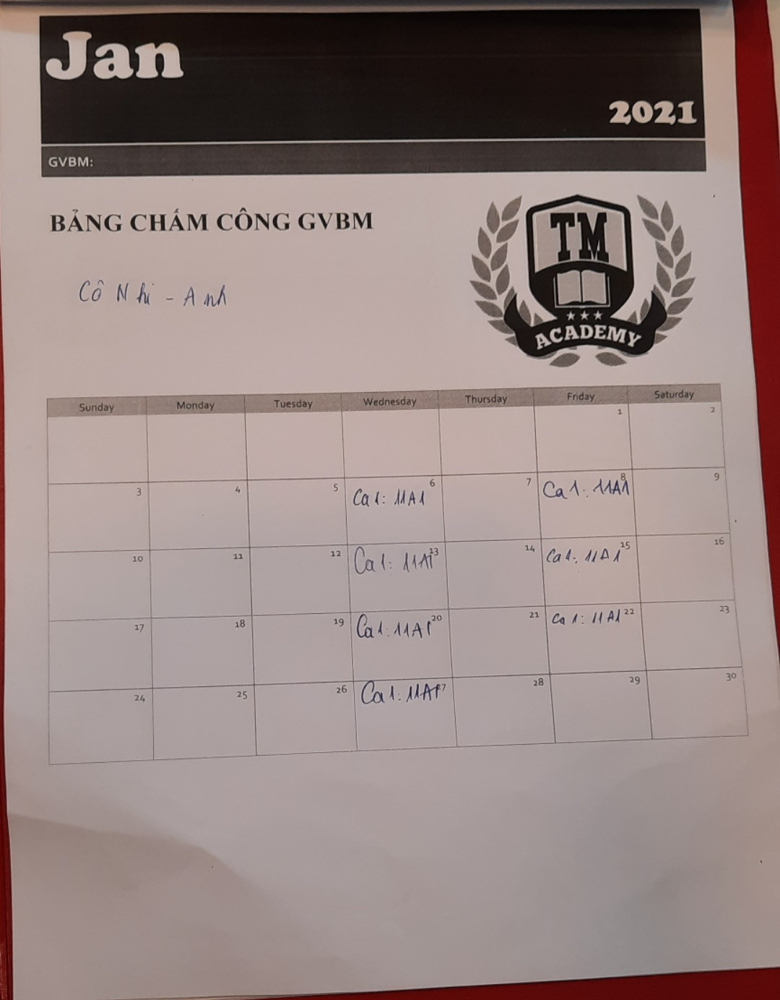 Jan
2021
GVBM:
BẢNG CHẤM CÔNG GVBM
Cô Nhi - Anh
TM
ACADEMY
Sunday Monday Tuesday Wednesday Thursday Friday Saturday
1 2
3 4 5 6 7 8 9
Ca 1: 11A1 Ca 1: 11A1
10 11 12 13 14 15 16
Ca 1: 11A1 Ca 1: 11A1
17 18 19 20 21 22 23
Ca 1: 11A1 Ca 1: 11A1
24 25 26 27 28 29 30
Ca 1: 11A1